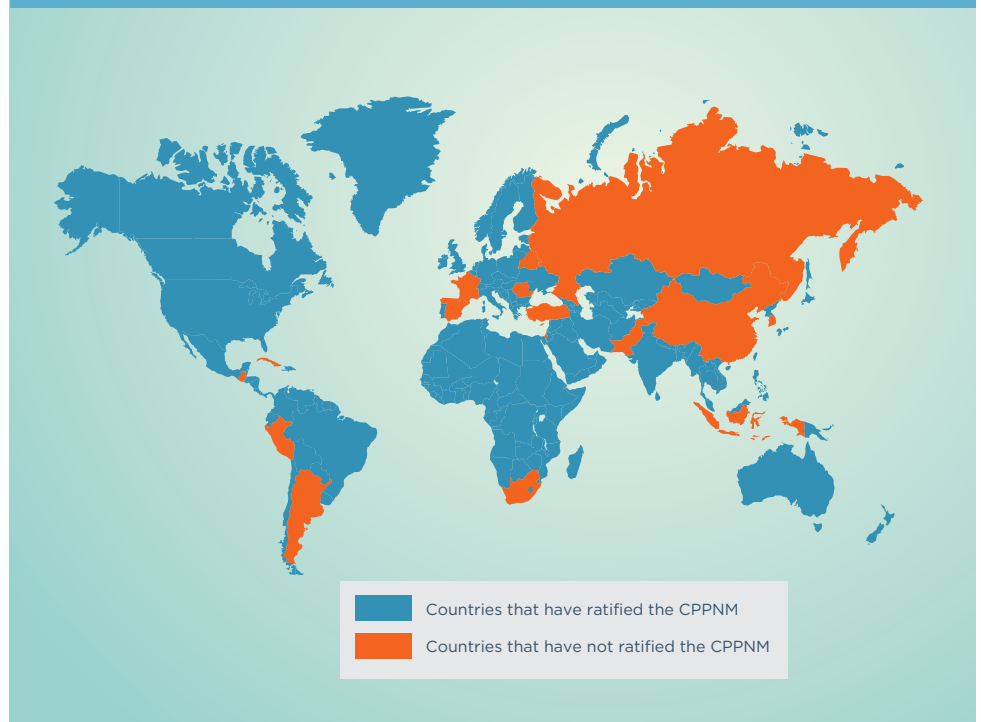 Countries that have ratified the CPPNM
Countries that have not ratified the CPPNM